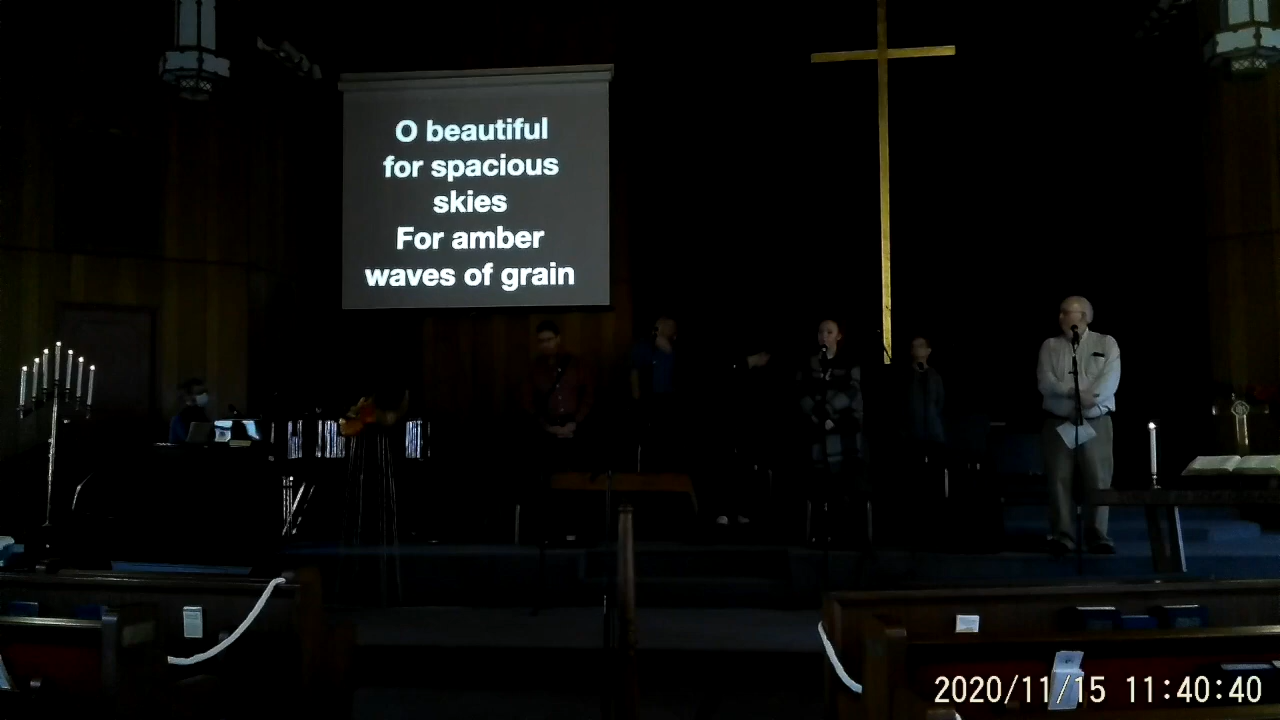 O beautiful
for spacious
skies
For amber
waves of grain
2020/11/15 11:40:40